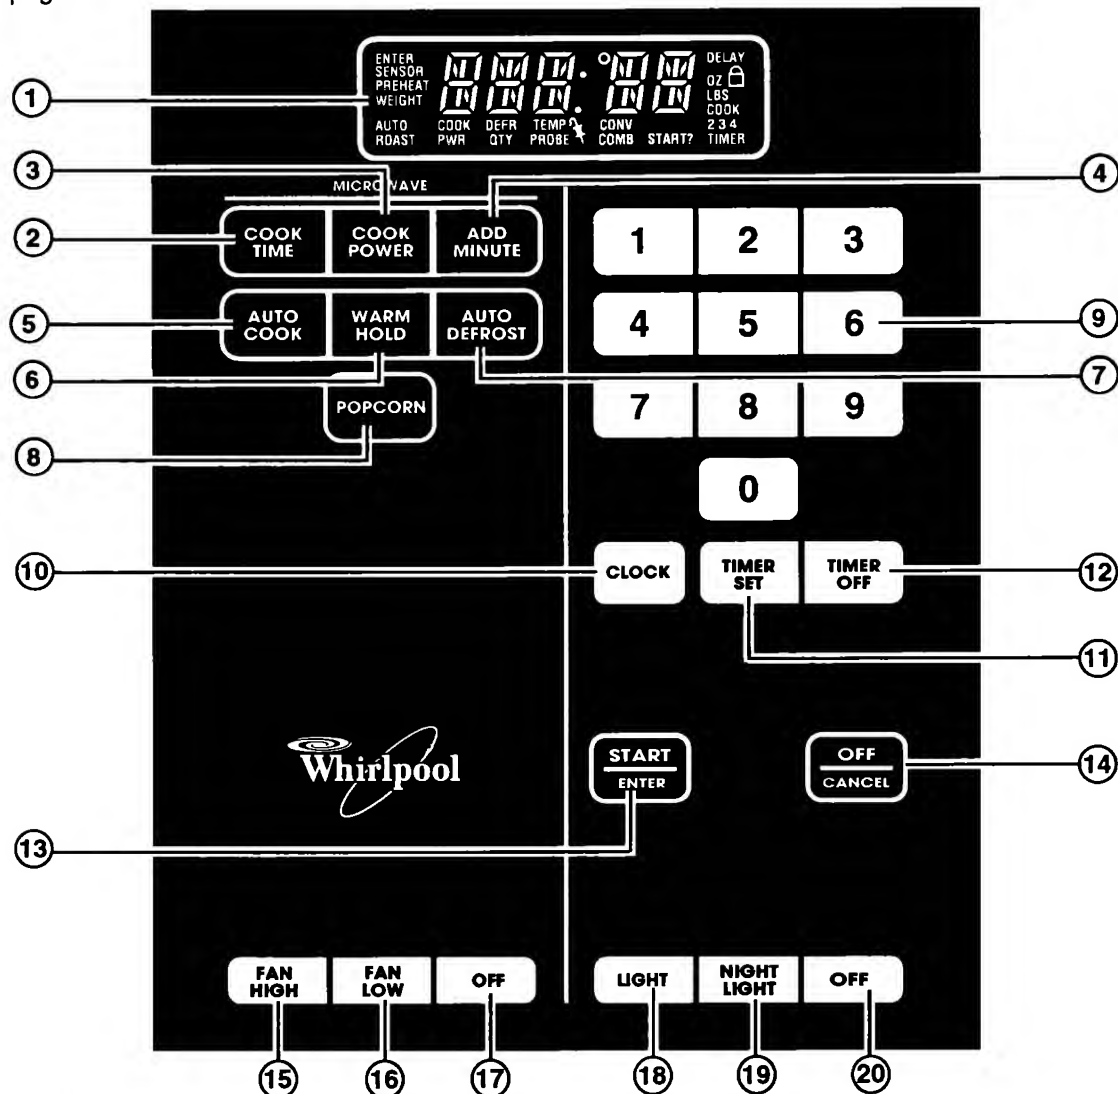 ENTER
SENSOR
PREHEAT
WEIGHT
AUTO
ROAST
COOK
PWR
DEFR
QTY
TEMP
PROBE
CONV
COMB
START?
DELAY
OZ
LBS
COOK
2 3 4
TIMER
1
3
MICROWAVE
4
2
COOK
TIME
COOK
POWER
ADD
MINUTE
1 2 3
5
AUTO
COOK
WARM
HOLD
AUTO
DEFROST
4 5 6
9
6
7
POPCORN
7 8 9
8
0
10
CLOCK
TIMER
SET
TIMER
OFF
12
11
Whirlpool
START
ENTER
OFF
CANCEL
14
13
FAN
HIGH
FAN
LOW
OFF
LIGHT
NIGHT
LIGHT
OFF
15 16 17 18 19 20